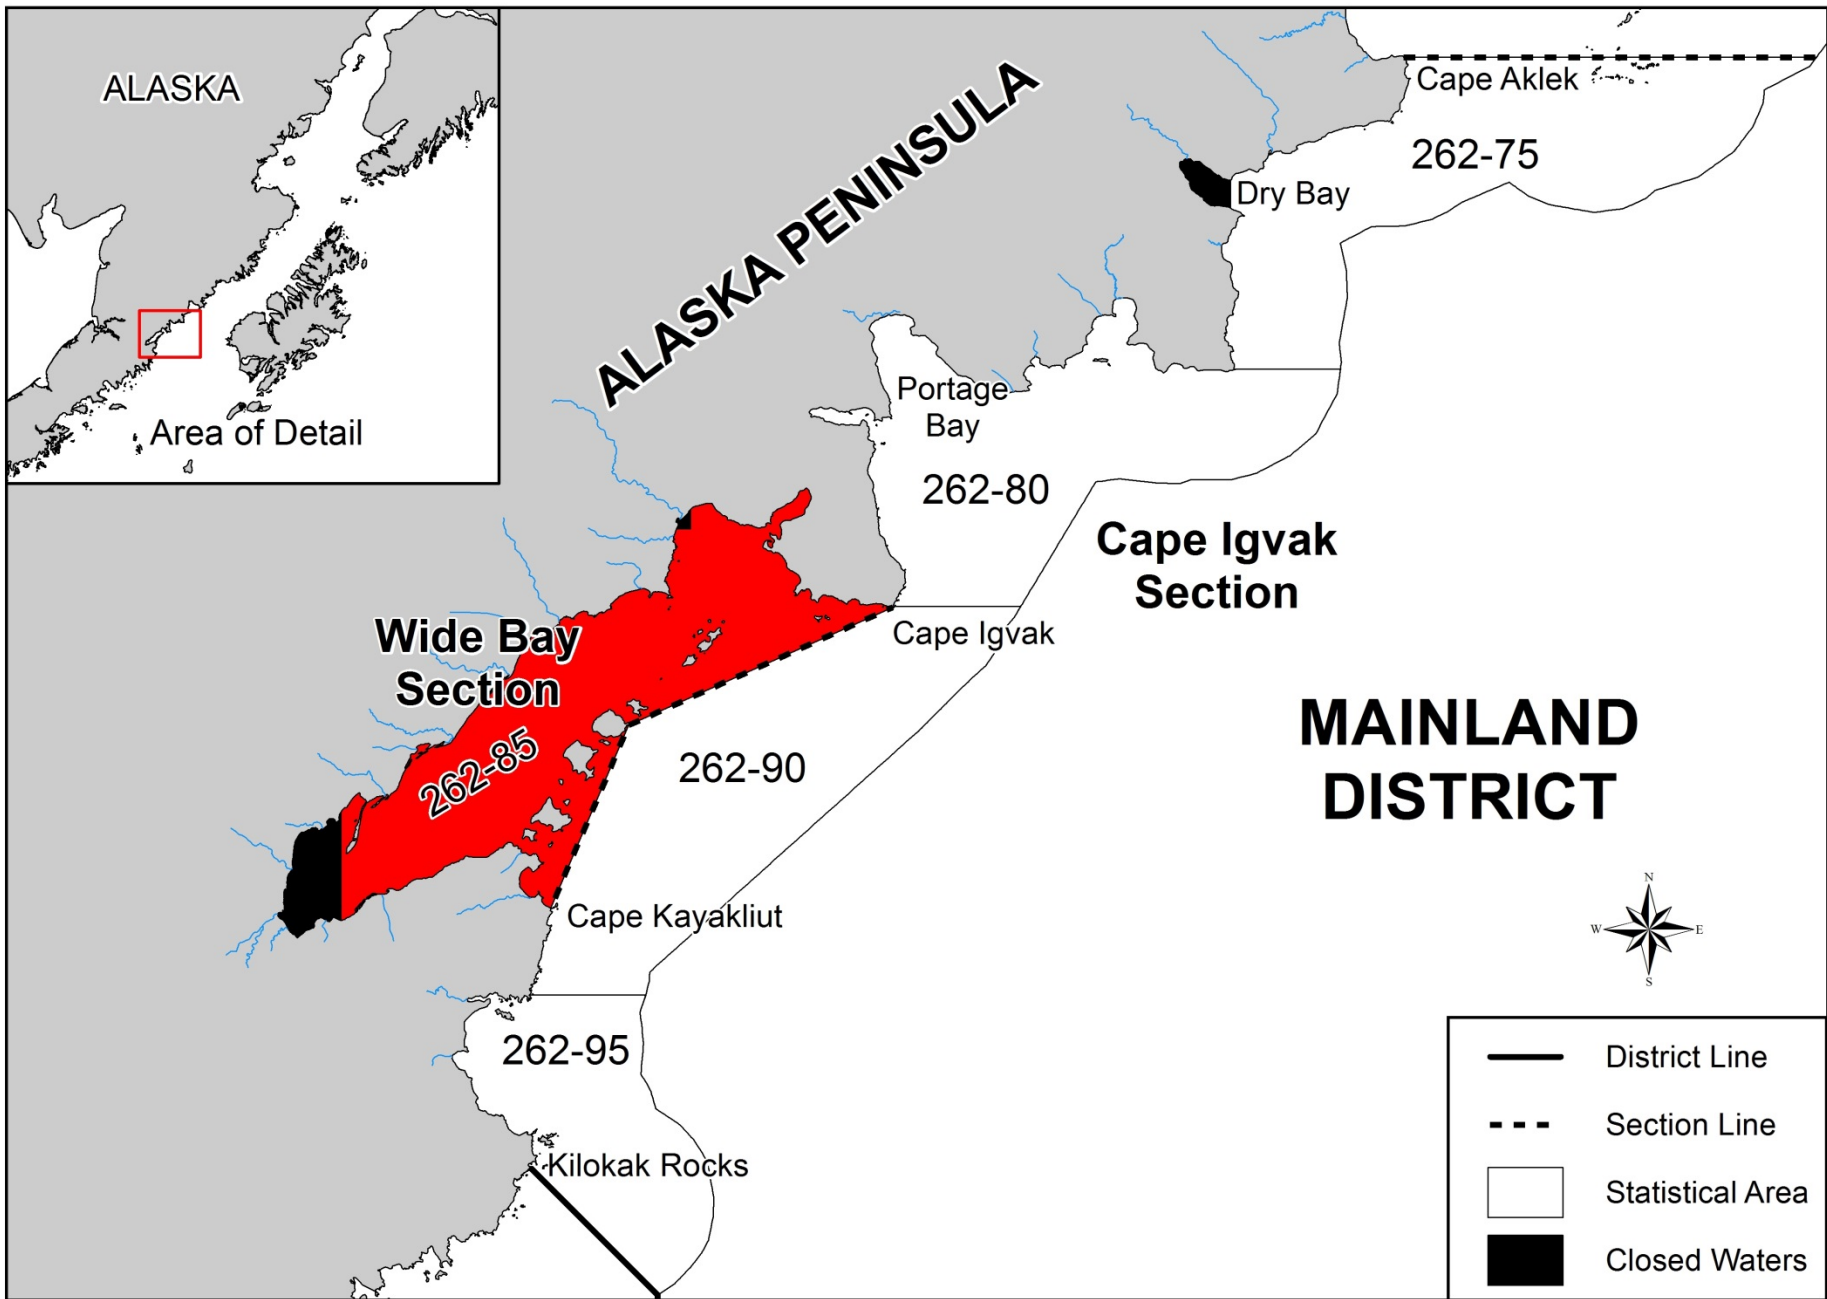 ALASKA
Area of Detail
ALASKA PENINSULA
Cape Aklek
262-75
Dry Bay
Portage
Bay
262-80
Cape Igvak
Section
Cape Igvak
Wide Bay
Section
262-85
262-90
MAINLAND
DISTRICT
Cape Kayakliut
262-95
Kilokak Rocks
N
W
E
S
District Line
Section Line
Statistical Area
Closed Waters